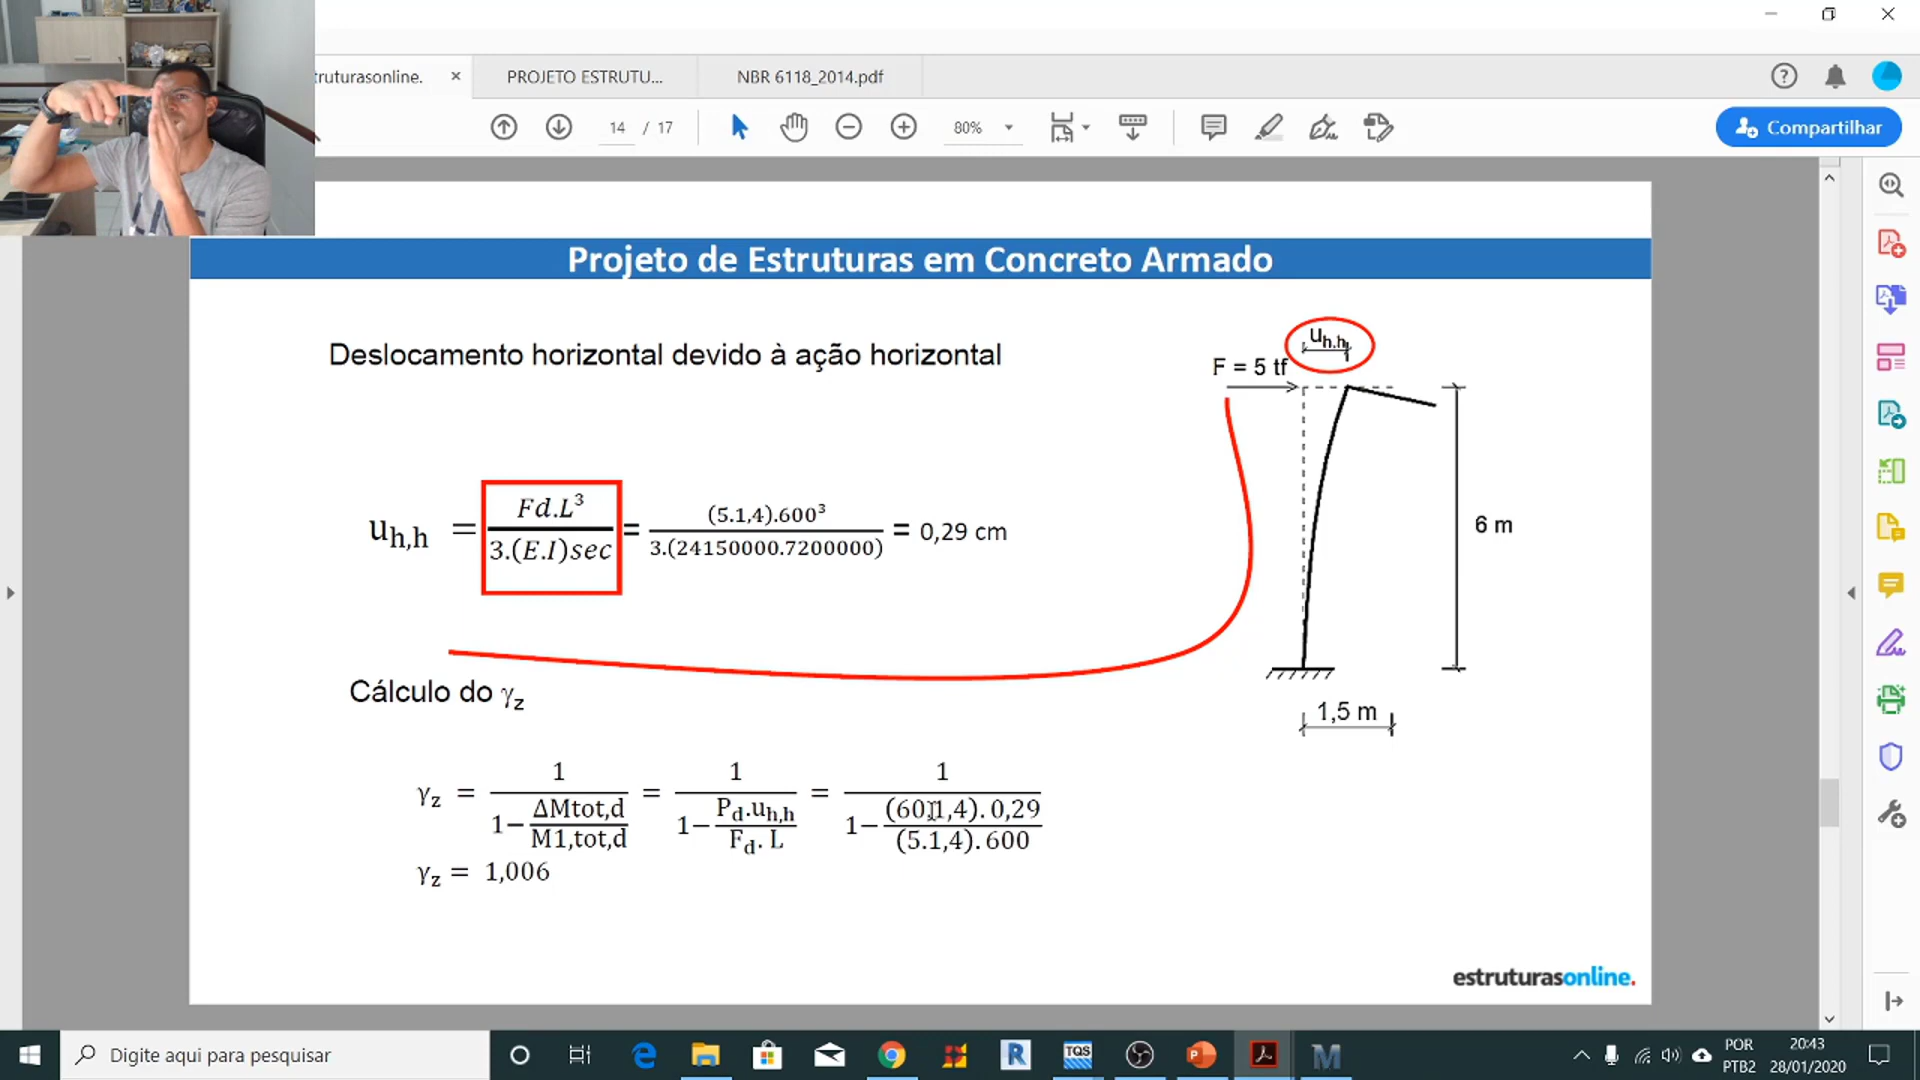 truturasonline.
PROJETO ESTRUTU...
NBR 6118_2014.pdf
14 / 17
80%
Compartilhar
Projeto de Estruturas em Concreto Armado
Deslocamento horizontal devido à ação horizontal
u_h.h
F = 5 tf
6 m
1,5 m
u_h,h = Fd.L³ / 3.(E.I)sec = (5.1,4).600³ / 3.(24150000.7200000) = 0,29 cm
Cálculo do γz
γz = 1 / 1− ΔMtot,d / M1,tot,d = 1 / 1− Pd.uh,h / Fd. L = 1 / 1− (60.1,4). 0,29 / (5.1,4). 600
γz = 1,006
estruturasonline.
Digite aqui para pesquisar
TQS
POR
PTB2
20:43
28/01/2020